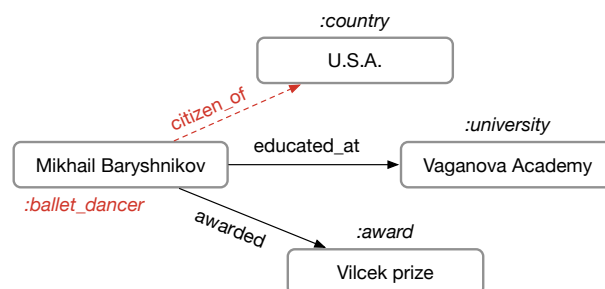 :country
U.S.A.
citizen_of
:university
educated_at
Mikhail Baryshnikov
Vaganova Academy
:ballet_dancer
awarded
:award
Vilcek prize